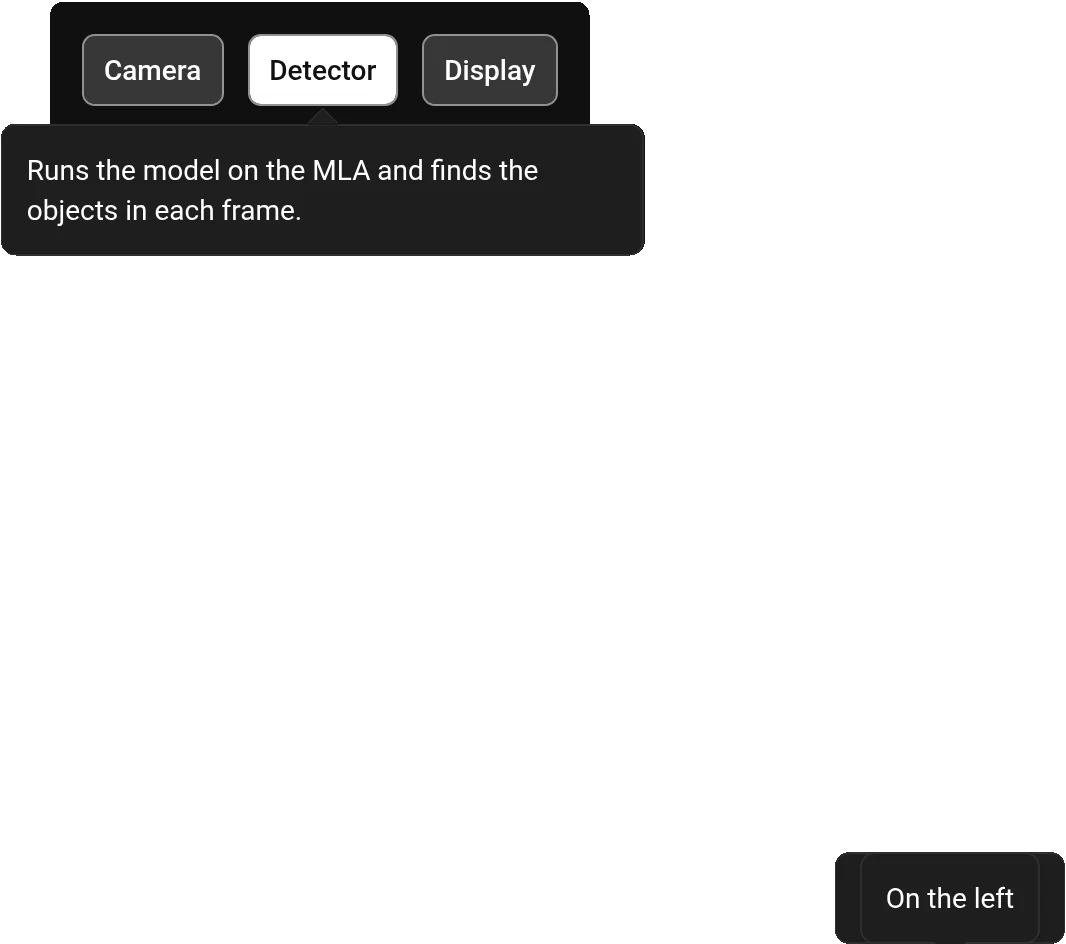 Camera Detector Display
Runs the model on the MLA and finds the
objects in each frame.
On the left